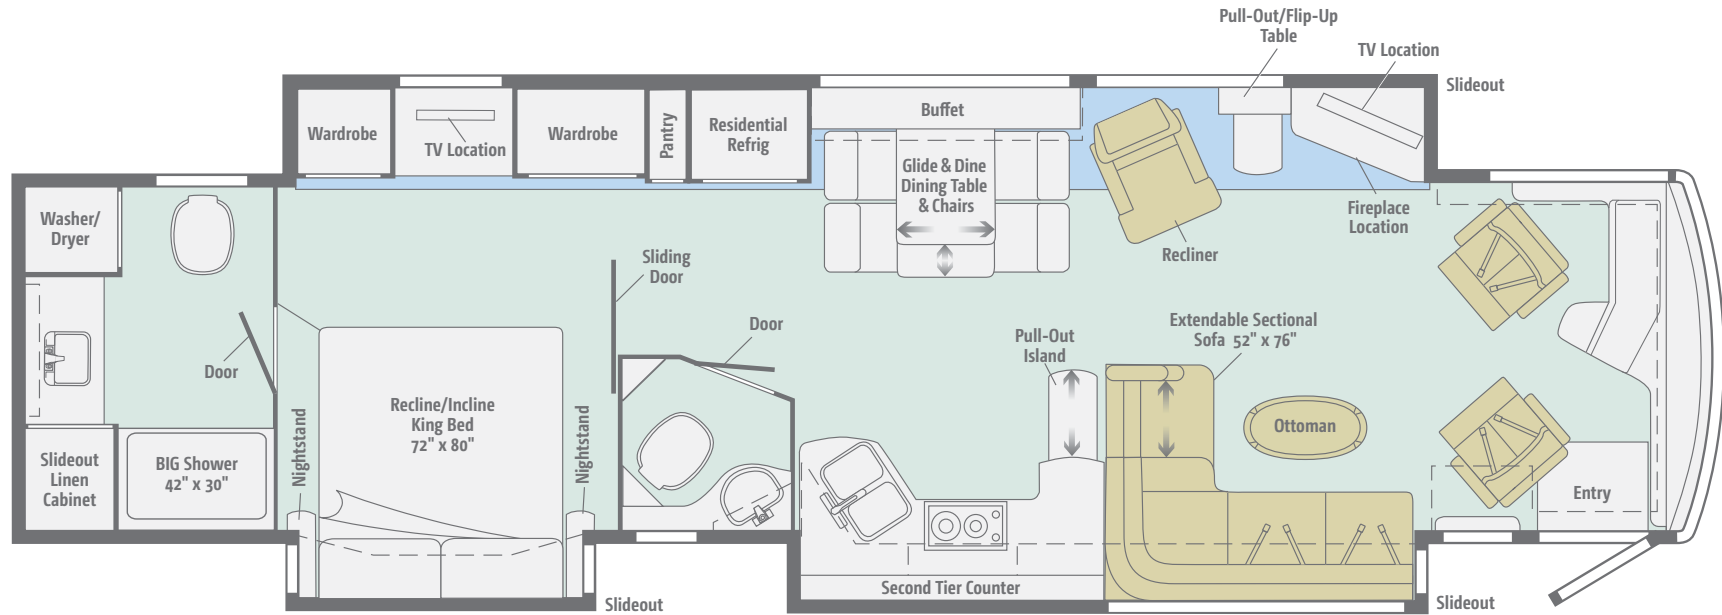 Pull-Out/Flip-Up
Table
TV Location
Slideout
Wardrobe
TV Location
Wardrobe
Pantry
Residential
Refrig
Buffet
Glide & Dine
Dining Table
& Chairs
Recliner
Fireplace
Location
Washer/
Dryer
Sliding
Door
Door
Door
Pull-Out
Island
Extendable Sectional
Sofa 52" x 76"
Recline/Incline
King Bed
72" x 80"
Nightstand
Nightstand
Ottoman
Slideout
Linen
Cabinet
BIG Shower
42" x 30"
Entry
Second Tier Counter
Slideout
Slideout